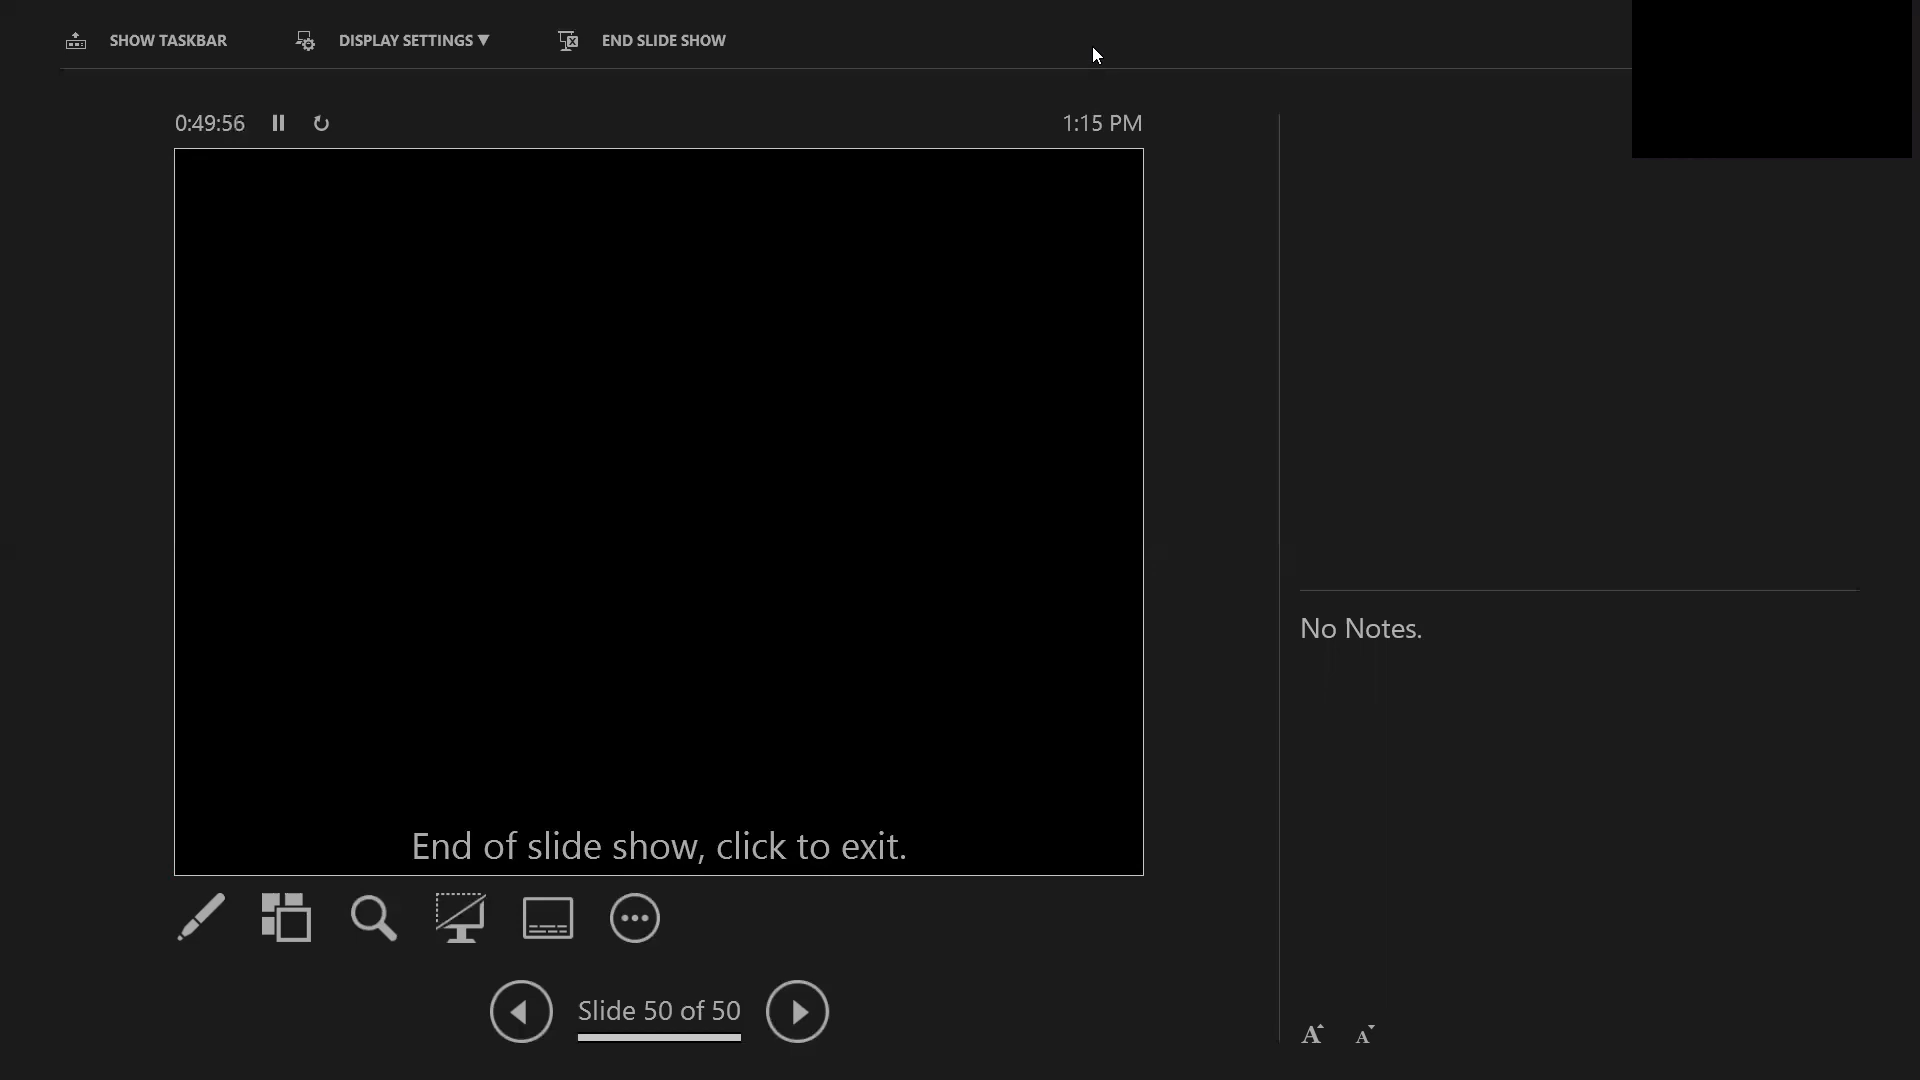 SHOW TASKBAR
DISPLAY SETTINGS ▼
END SLIDE SHOW
0:49:56
1:15 PM
End of slide show, click to exit.
No Notes.
Slide 50 of 50
A A